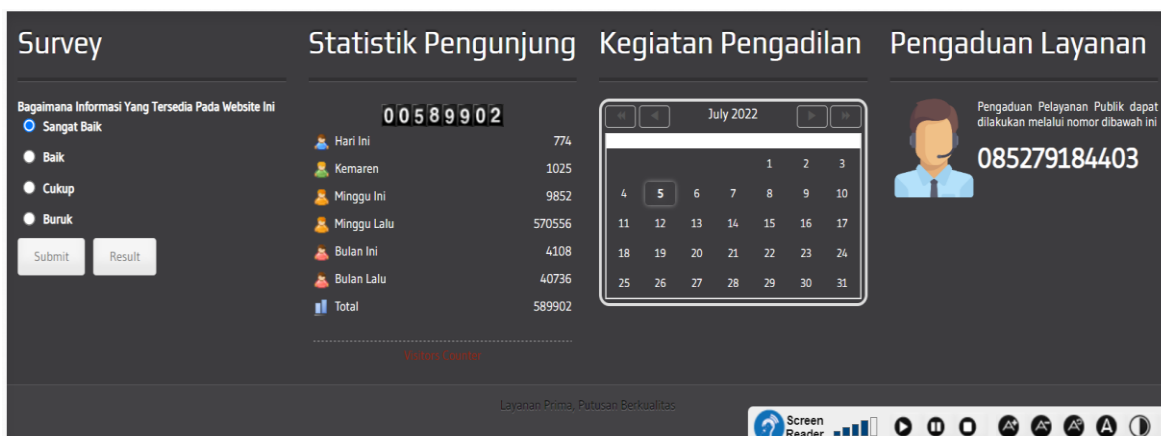 Survey
Bagaimana Informasi Yang Tersedia Pada Website Ini
Sangat Baik
Baik
Cukup
Buruk
Submit Result
Statistik Pengunjung
00589902
Hari Ini 774
Kemaren 1025
Minggu Ini 9852
Minggu Lalu 570556
Bulan Ini 4108
Bulan Lalu 40736
Total 589902
Visitors Counter
Kegiatan Pengadilan
July 2022
1 2 3
4 5 6 7 8 9 10
11 12 13 14 15 16 17
18 19 20 21 22 23 24
25 26 27 28 29 30 31
Pengaduan Layanan
Pengaduan Pelayanan Publik dapat
dilakukan melalui nomor dibawah ini
085279184403
Layanan Prima, Putusan Berkualitas
Screen
Reader
A+ A- A A